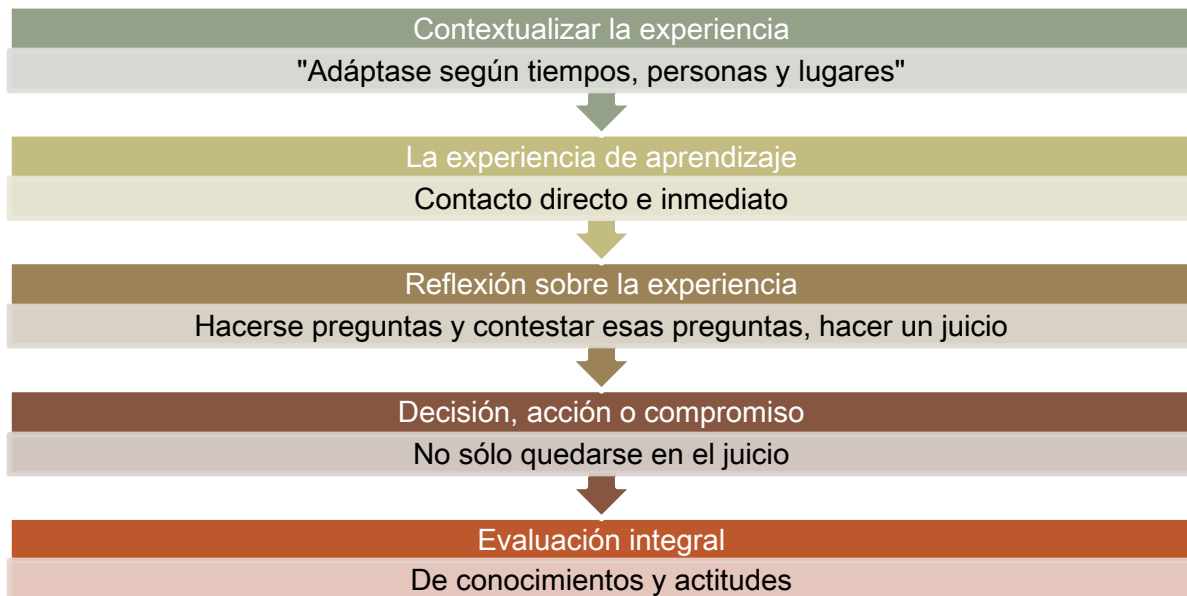 Contextualizar la experiencia
"Adáptase según tiempos, personas y lugares"
La experiencia de aprendizaje
Contacto directo e inmediato
Reflexión sobre la experiencia
Hacerse preguntas y contestar esas preguntas, hacer un juicio
Decisión, acción o compromiso
No sólo quedarse en el juicio
Evaluación integral
De conocimientos y actitudes